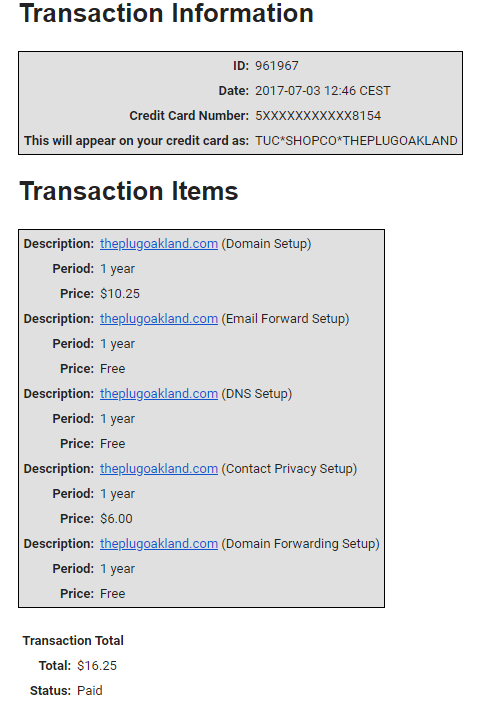 Transaction Information
ID: 961967
Date: 2017-07-03 12:46 CEST
Credit Card Number: 5XXXXXXXXXXX8154
This will appear on your credit card as: TUC*SHOPCO*THEPLUGOAKLAND
Transaction Items
Description: theplugoakland.com (Domain Setup)
Period: 1 year
Price: $10.25
Description: theplugoakland.com (Email Forward Setup)
Period: 1 year
Price: Free
Description: theplugoakland.com (DNS Setup)
Period: 1 year
Price: Free
Description: theplugoakland.com (Contact Privacy Setup)
Period: 1 year
Price: $6.00
Description: theplugoakland.com (Domain Forwarding Setup)
Period: 1 year
Price: Free
Transaction Total
Total: $16.25
Status: Paid